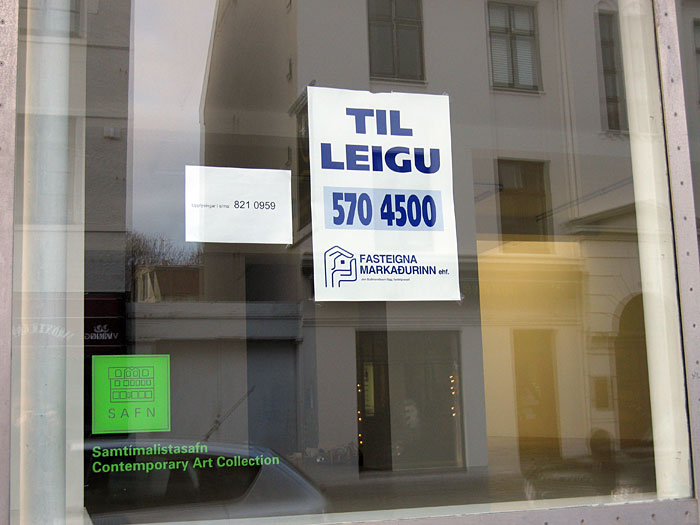 TIL
LEIGU
570 4500
FASTEIGNA
MARKAÐURINN ehf.
821 0959
SAFN
Samtímalistasafn
Contemporary Art Collection